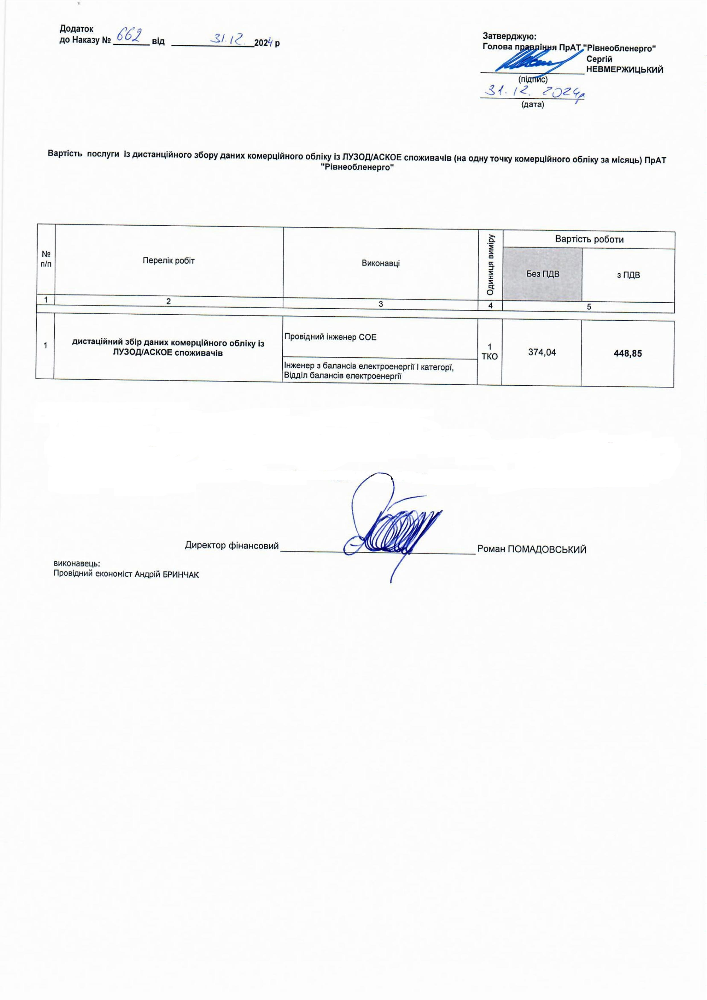 Додаток
до Наказу № 662 від 31.12. 2024 р
Затверджую:
Голова правління ПрАТ "Рівнеобленерго"
Сергій
НЕВМЕРЖИЦЬКИЙ
(підпис)
31.12. 2024р
(дата)
Вартість послуги із дистанційного збору даних комерційного обліку із ЛУЗОД/АСКОЕ споживачів (на одну точку комерційного обліку за місяць) ПрАТ
"Рівнеобленерго"
№
п/п
Перелік робіт
Виконавці
Одиниця виміру
Вартість роботи
Без ПДВ
з ПДВ
1
2
3
4
5
1
дистаційний збір даних комерційного обліку із
ЛУЗОД/АСКОЕ споживачів
Провідний інженер СОЕ
Інженер з балансів електроенергії І категорї,
Відділ балансів електроенергії
1
ТКО
374,04
448,85
Директор фінансовий
Роман ПОМАДОВСЬКИЙ
виконавець:
Провідний економіст Андрій БРИНЧАК